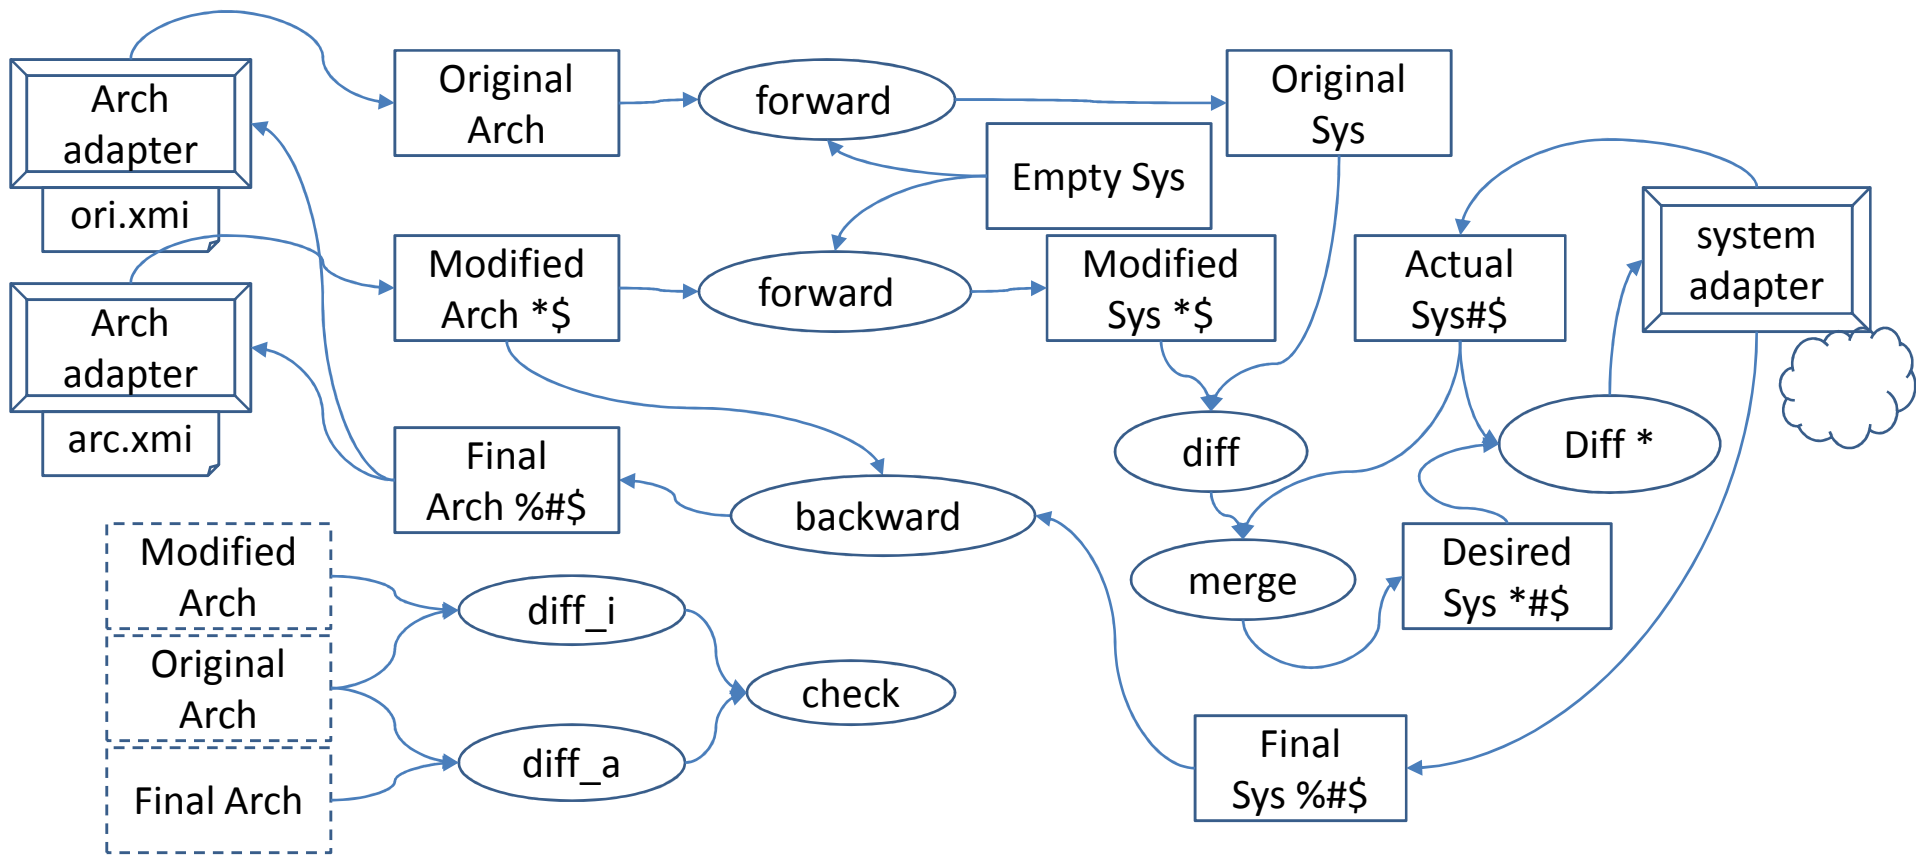 Arch
adapter
ori.xmi
Original
Arch
forward
Original
Sys
Empty Sys
Arch
adapter
arc.xmi
Modified
Arch *$
forward
Modified
Sys *$
Actual
Sys#$
system
adapter
Final
Arch %#$
backward
diff
Diff *
merge
Desired
Sys *#$
Modified
Arch
Original
Arch
Final Arch
diff_i
diff_a
check
Final
Sys %#$